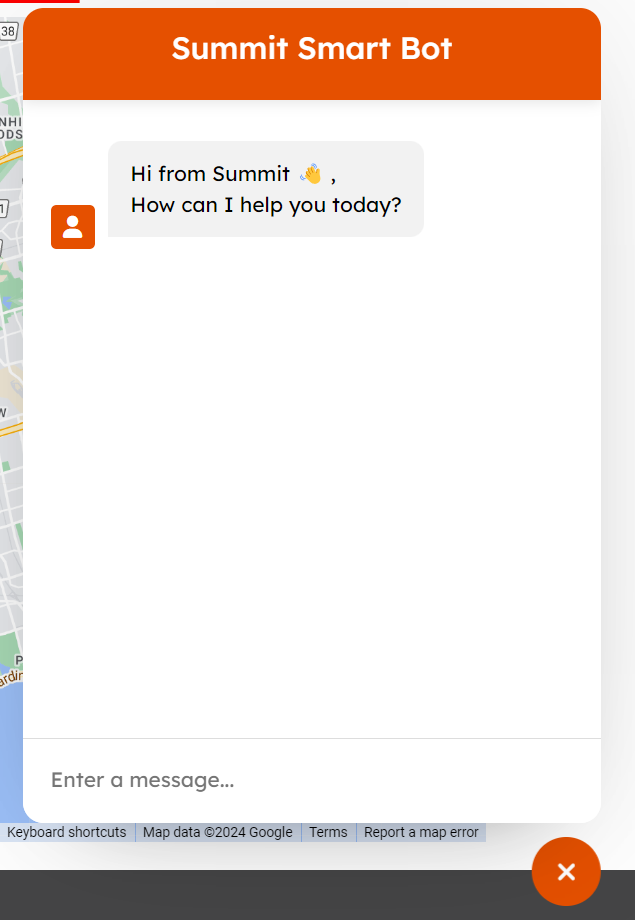 Summit Smart Bot
38
Hi from Summit 👋 ,
How can I help you today?
Enter a message...
Keyboard shortcuts
Map data ©2024 Google
Terms
Report a map error